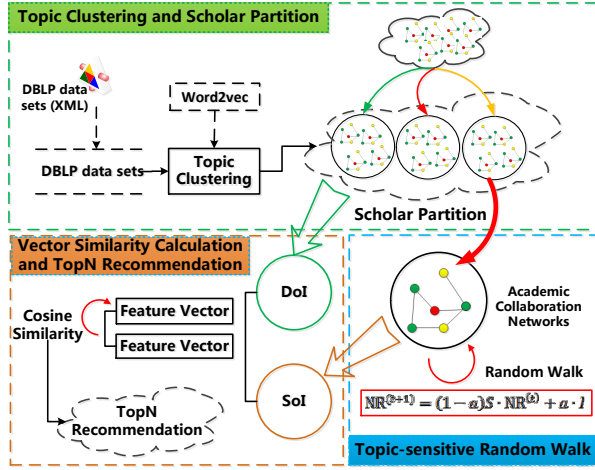 Topic Clustering and Scholar Partition
DBLP data
sets (XML)
Word2vec
DBLP data sets
Topic
Clustering
Scholar Partition
Vector Similarity Calculation
and TopN Recommendation
DoI
Cosine
Similarity
Feature Vector
Feature Vector
SoI
TopN
Recommendation
Academic
Collaboration
Networks
Random Walk
NR^(t+1) = (1−a)S · NR^(t) + a · I
Topic-sensitive Random Walk